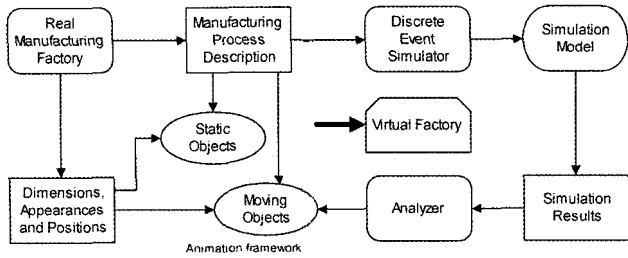 Real
Manufacturing
Factory
Manufacturing
Process
Description
Discrete
Event
Simulator
Simulation
Model
Static
Objects
Virtual Factory
Dimensions,
Appearances
and Positions
Moving
Objects
Analyzer
Simulation
Results
Animation framework